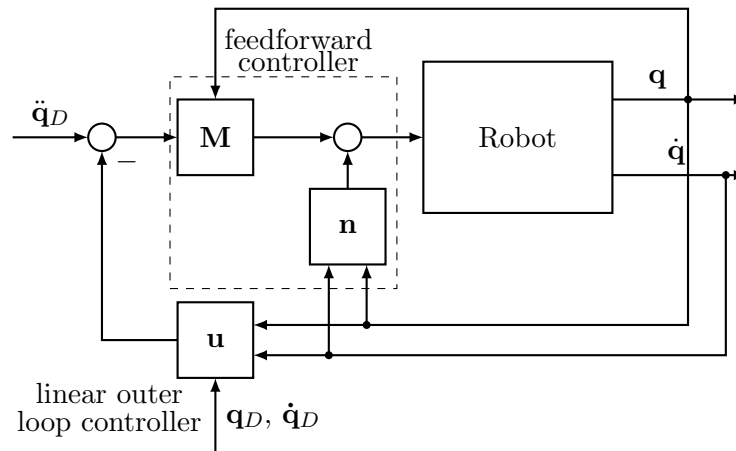 feedforward
controller
q̈_D
−
M
Robot
q
q̇
n
u
linear outer
loop controller
q_D, q̇_D